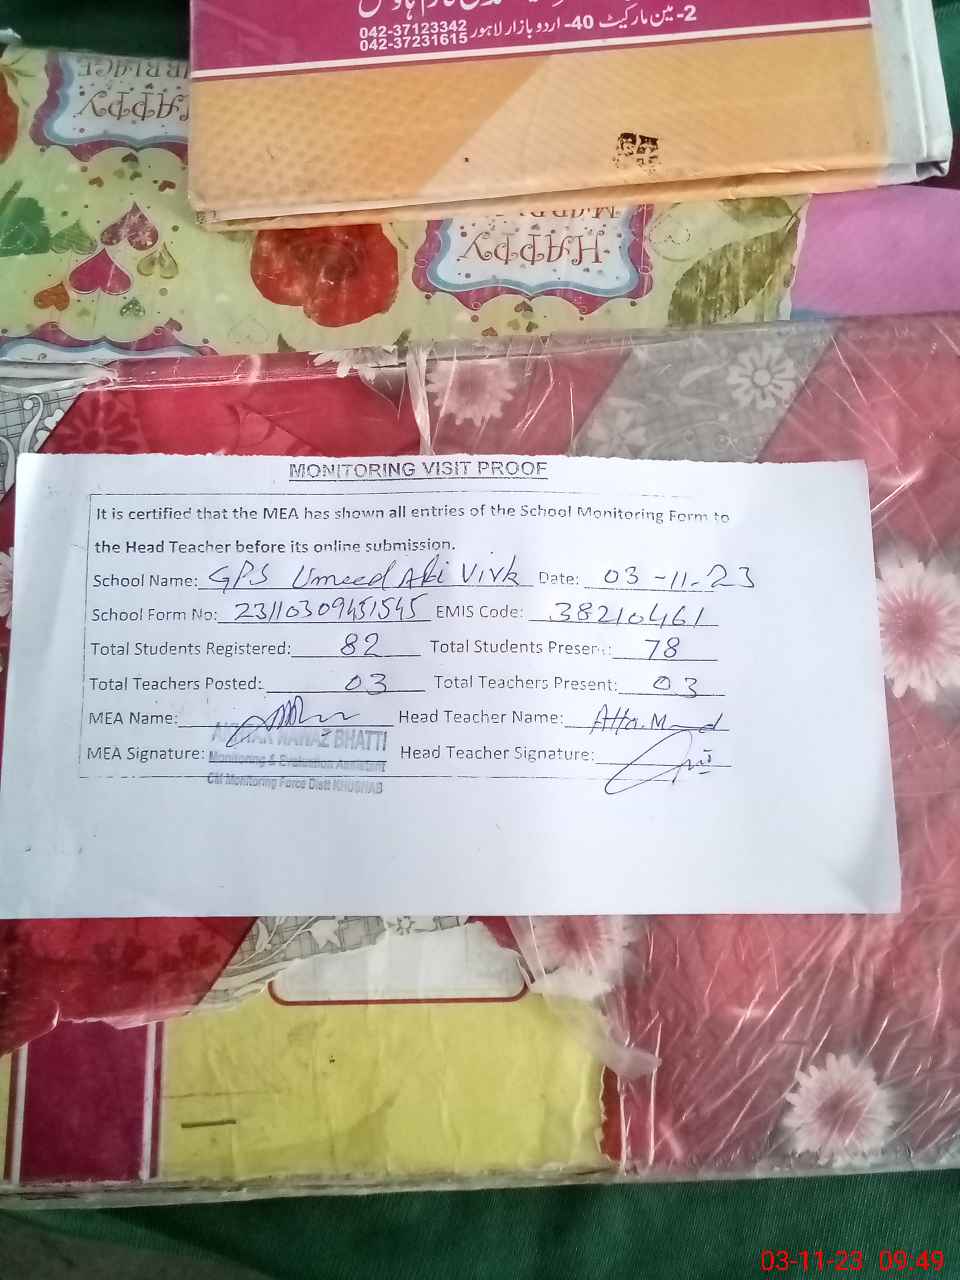 2- مین مارکیٹ 40- اردو بازار لاہور 042-37123342
042-37231615
MARRIAGE
HAPPY
HAPPY
MONITORING VISIT PROOF
It is certified that the MEA has shown all entries of the School Monitoring Form to
the Head Teacher before its online submission.
School Name: GPS Umeed Ali Virk Date: 03-11-23
School Form No: 23110309451545 EMIS Code: 38210461
Total Students Registered: 82 Total Students Present: 78
Total Teachers Posted: 03 Total Teachers Present: 03
MEA Name: Head Teacher Name: Atta.M
NAWAZ BHATTI
MEA Signature: Head Teacher Signature:
Monitoring & Evaluation Assistant
CM Monitoring Force Distt KHUSHAB
03-11-23 09:49